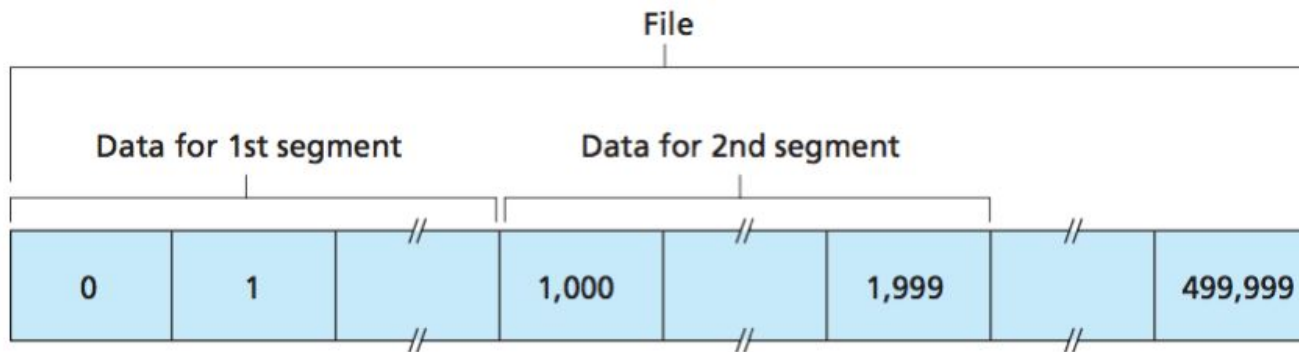 File
Data for 1st segment Data for 2nd segment
0 1 1,000 1,999 499,999